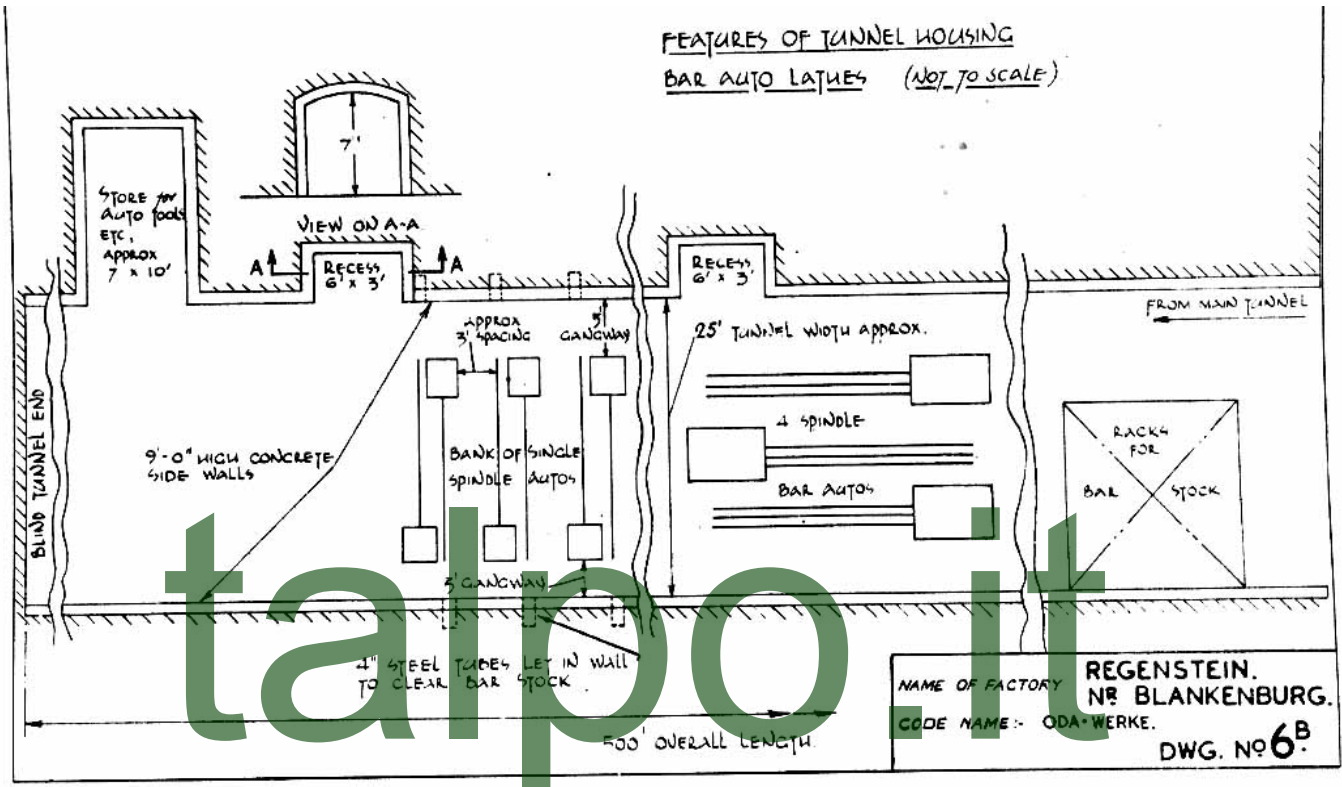 FEATURES OF TUNNEL HOUSING
BAR AUTO LATHES (NOT TO SCALE)
7'
STORE for
AUTO TOOLS
ETC,
APPROX
7 x 10'
VIEW ON A-A
A
A
RECESS
6' x 3'
RECESS
6' x 3'
FROM MAIN TUNNEL
APPROX
3' SPACING
GANGWAY
25' TUNNEL WIDTH APPROX.
BLIND TUNNEL END
9'-0" HIGH CONCRETE
SIDE WALLS
BANK OF SINGLE
SPINDLE AUTOS
4 SPINDLE
BAR AUTOS
RACKS
FOR
BAR STOCK
3' GANGWAY
4" STEEL TUBES LET IN WALL
TO CLEAR BAR STOCK
500' OVERALL LENGTH
NAME OF FACTORY REGENSTEIN.
NR BLANKENBURG.
CODE NAME:- ODA-WERKE.
DWG. No 6B.
talpo.it